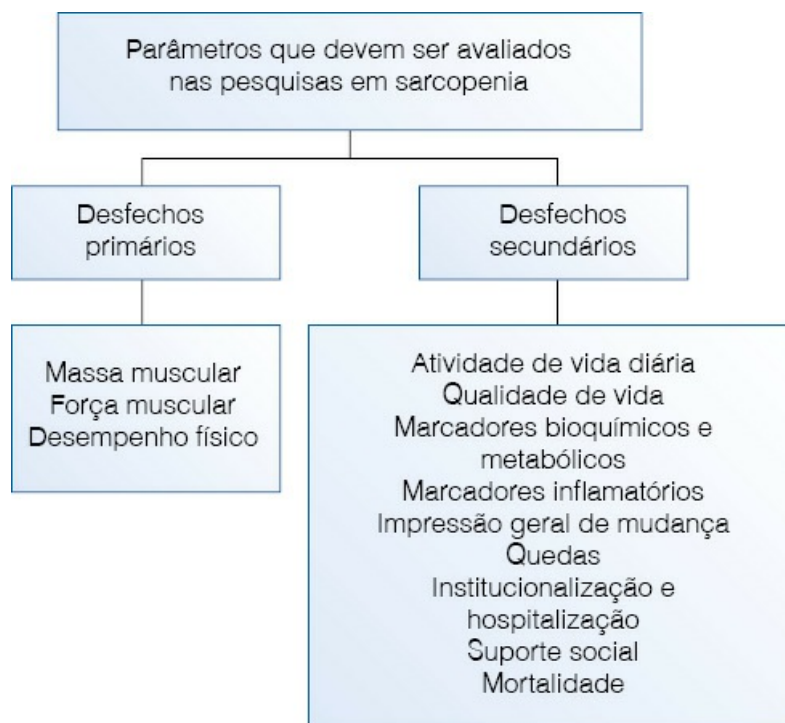 Parâmetros que devem ser avaliados
nas pesquisas em sarcopenia
Desfechos
primários
Desfechos
secundários
Massa muscular
Força muscular
Desempenho físico
Atividade de vida diária
Qualidade de vida
Marcadores bioquímicos e
metabólicos
Marcadores inflamatórios
Impressão geral de mudança
Quedas
Institucionalização e
hospitalização
Suporte social
Mortalidade